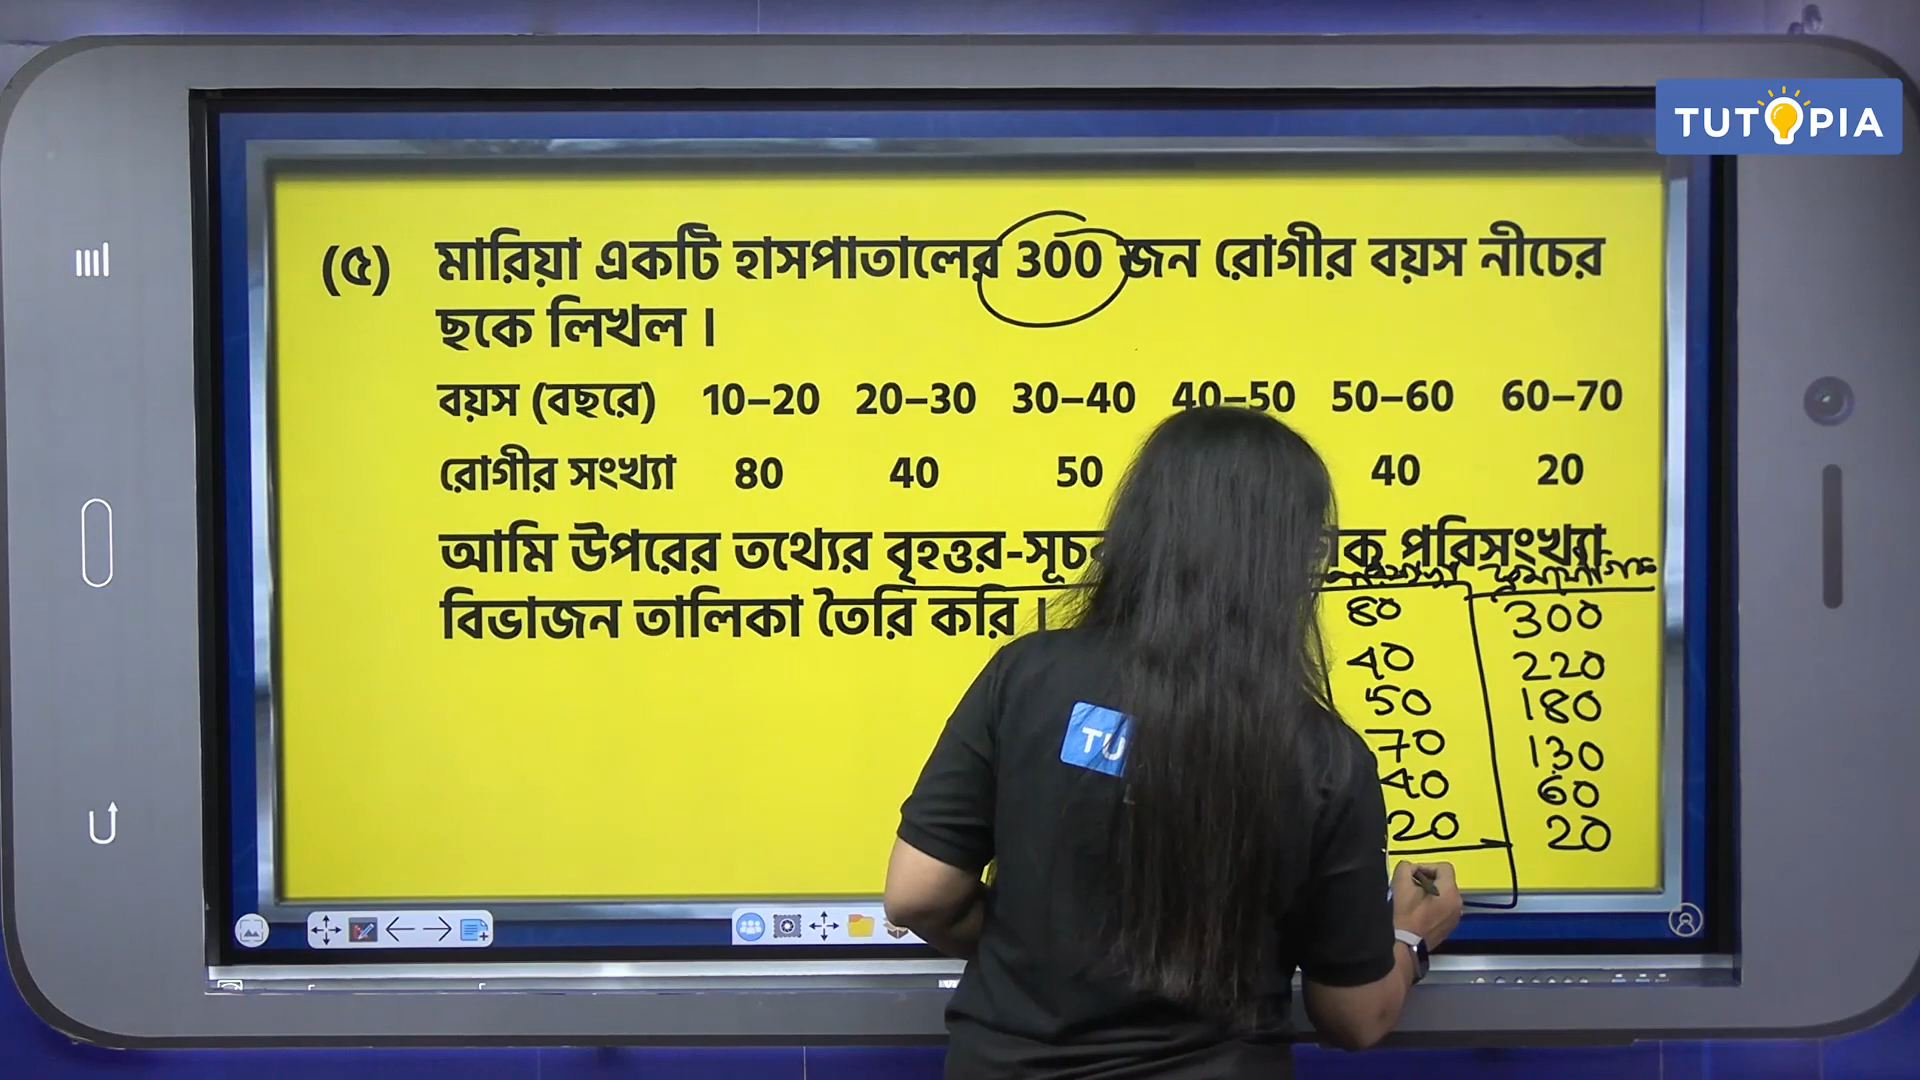 TUTOPIA
(৫) মারিয়া একটি হাসপাতালের 300 জন রোগীর বয়স নীচের
ছকে লিখল ।
বয়স (বছরে) 10–20 20–30 30–40 40–50 50–60 60–70
রোগীর সংখ্যা 80 40 50 40 20
আমি উপরের তথ্যের বৃহত্তর-সূচ পরিসংখ্যা
বিভাজন তালিকা তৈরি করি ।
80 300
40 220
50 180
70 130
40 60
20 20
TU